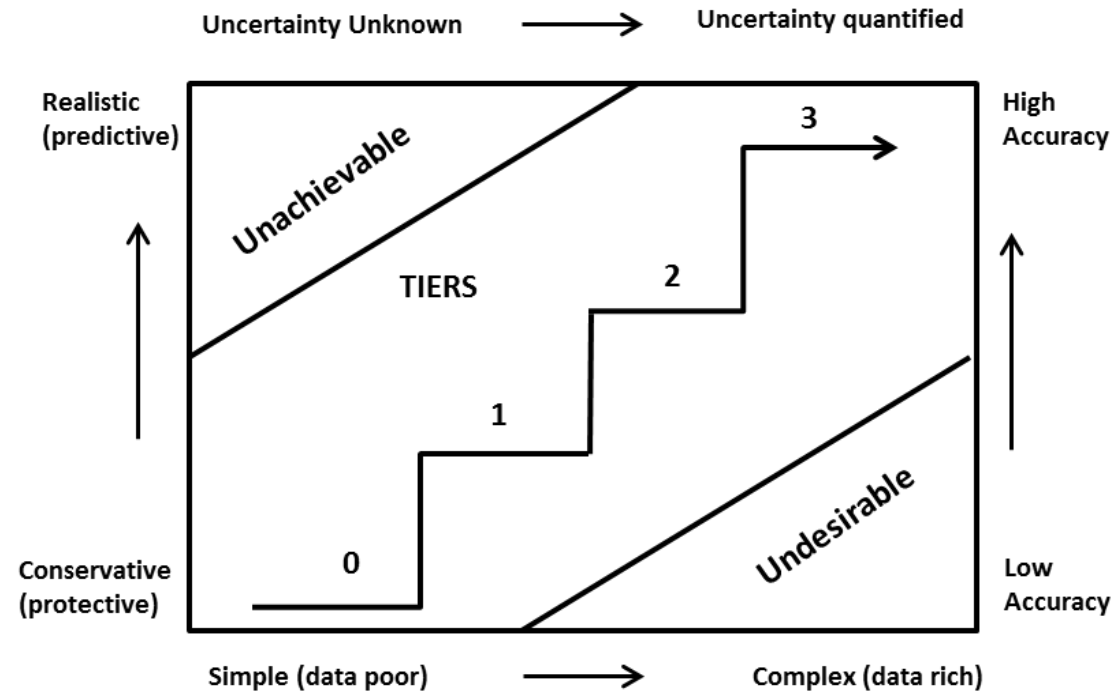 Uncertainty Unknown
Uncertainty quantified
Realistic
(predictive)
High
Accuracy
3
Unachievable
TIERS
2
1
0
Undesirable
Conservative
(protective)
Low
Accuracy
Simple (data poor)
Complex (data rich)